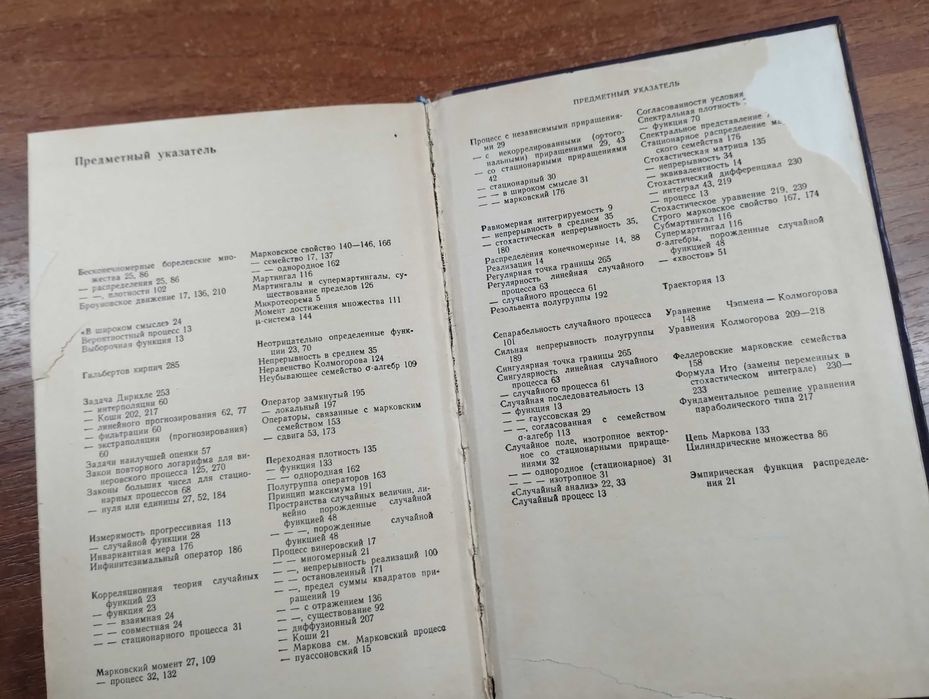 Предметный указатель
Бесконечномерные борелевские мно-
жества 25, 86
— распределения 25, 86
— —, плотности 102
Броуновское движение 17, 136, 210
«В широком смысле» 24
Вероятностный процесс 13
Выборочная функция 13
Гильбертов кирпич 285
Задача Дирихле 253
— интерполяции 60
— Коши 202, 217
— линейного прогнозирования 62, 77
— фильтрации 60
— экстраполяции (прогнозирования)
60
Задачи наилучшей оценки 57
Закон повторного логарифма для ви-
неровского процесса 125, 270
Законы больших чисел для стацио-
нарных процессов 68
— нуля или единицы 27, 52, 184
Измеримость прогрессивная 113
— случайной функции 28
Инвариантная мера 176
Инфинитезимальный оператор 186
Корреляционная теория случайных
функций 23
— функция 23
— — взаимная 24
— — совместная 24
— — стационарного процесса 31
Марковский момент 27, 109
— процесс 32, 132
Марковское свойство 140—146, 166
— семейство 17, 137
— — однородное 162
Мартингал 116
Мартингалы и супермартингалы, су-
ществование пределов 126
Микротеорема 5
Момент достижения множества 111
μ-система 144
Неотрицательно определенные функ-
ции 23, 70
Непрерывность в среднем 35
Неравенство Колмогорова 124
Неубывающее семейство σ-алгебр 109
Оператор замкнутый 195
— локальный 197
Операторы, связанные с марковским
семейством 153
— сдвига 53, 173
Переходная плотность 135
— функция 133
— — однородная 162
Полугруппа операторов 163
Принцип максимума 191
Пространства случайных величин, ли-
нейно порожденные случайной
функцией 48
— — —, порожденные случайной
функцией 48
Процесс винеровский 17
— — многомерный 21
— —, непрерывность реализаций 100
— — остановленный 171
— —, предел суммы квадратов при-
ращений 19
— — с отражением 136
— —, существование 92
— диффузионный 207
— Коши 21
— Маркова см. Марковский процесс
— пуассоновский 15
ПРЕДМЕТНЫЙ УКАЗАТЕЛЬ
Процесс с независимыми приращения-
ми 29
— с некоррелированными (ортого-
нальными) приращениями 29, 43
— со стационарными приращениями
42
— стационарный 30
— — в широком смысле 31
— — марковский 176
Равномерная интегрируемость 9
— непрерывность в среднем 35
— стохастическая непрерывность 35,
180
Распределения конечномерные 14, 88
Реализация 14
Регулярная точка границы 265
Регулярность линейная случайного
процесса 63
— случайного процесса 61
Резольвента полугруппы 192
Сепарабельность случайного процесса
101
Сильная непрерывность полугруппы
189
Сингулярная точка границы 265
Сингулярность линейная случайного
процесса 63
— случайного процесса 61
Случайная последовательность 13
— функция 13
— — гауссовская 29
— —, согласованная с семейством
σ-алгебр 113
Случайное поле, изотропное вектор-
ное со стационарными прираще-
ниями 32
— — однородное (стационарное) 31
— — — изотропное 31
«Случайный анализ» 22, 33
Случайный процесс 13
Согласованности условия
Спектральная плотность
— функция 70
Спектральное представление
Стационарное распределение
ского семейства 176
Стохастическая матрица 135
— непрерывность 34
— эквивалентность 14
Стохастический дифференциал 230
— интеграл 43, 219
— процесс 13
Стохастическое уравнение 219, 239
Строго марковское свойство 167, 174
Субмартингал 116
Супермартингал 116
σ-алгебры, порожденные случайной
функцией 48
— «хвостов» 51
Траектория 13
Уравнение Чепмена — Колмогорова
148
Уравнения Колмогорова 209—218
Феллеровские марковские семейства
158
Формула Ито (замены переменных в
стохастическом интеграле) 230—
233
Фундаментальное решение уравнения
параболического типа 217
Цепь Маркова 133
Цилиндрические множества 86
Эмпирическая функция распределе-
ния 21